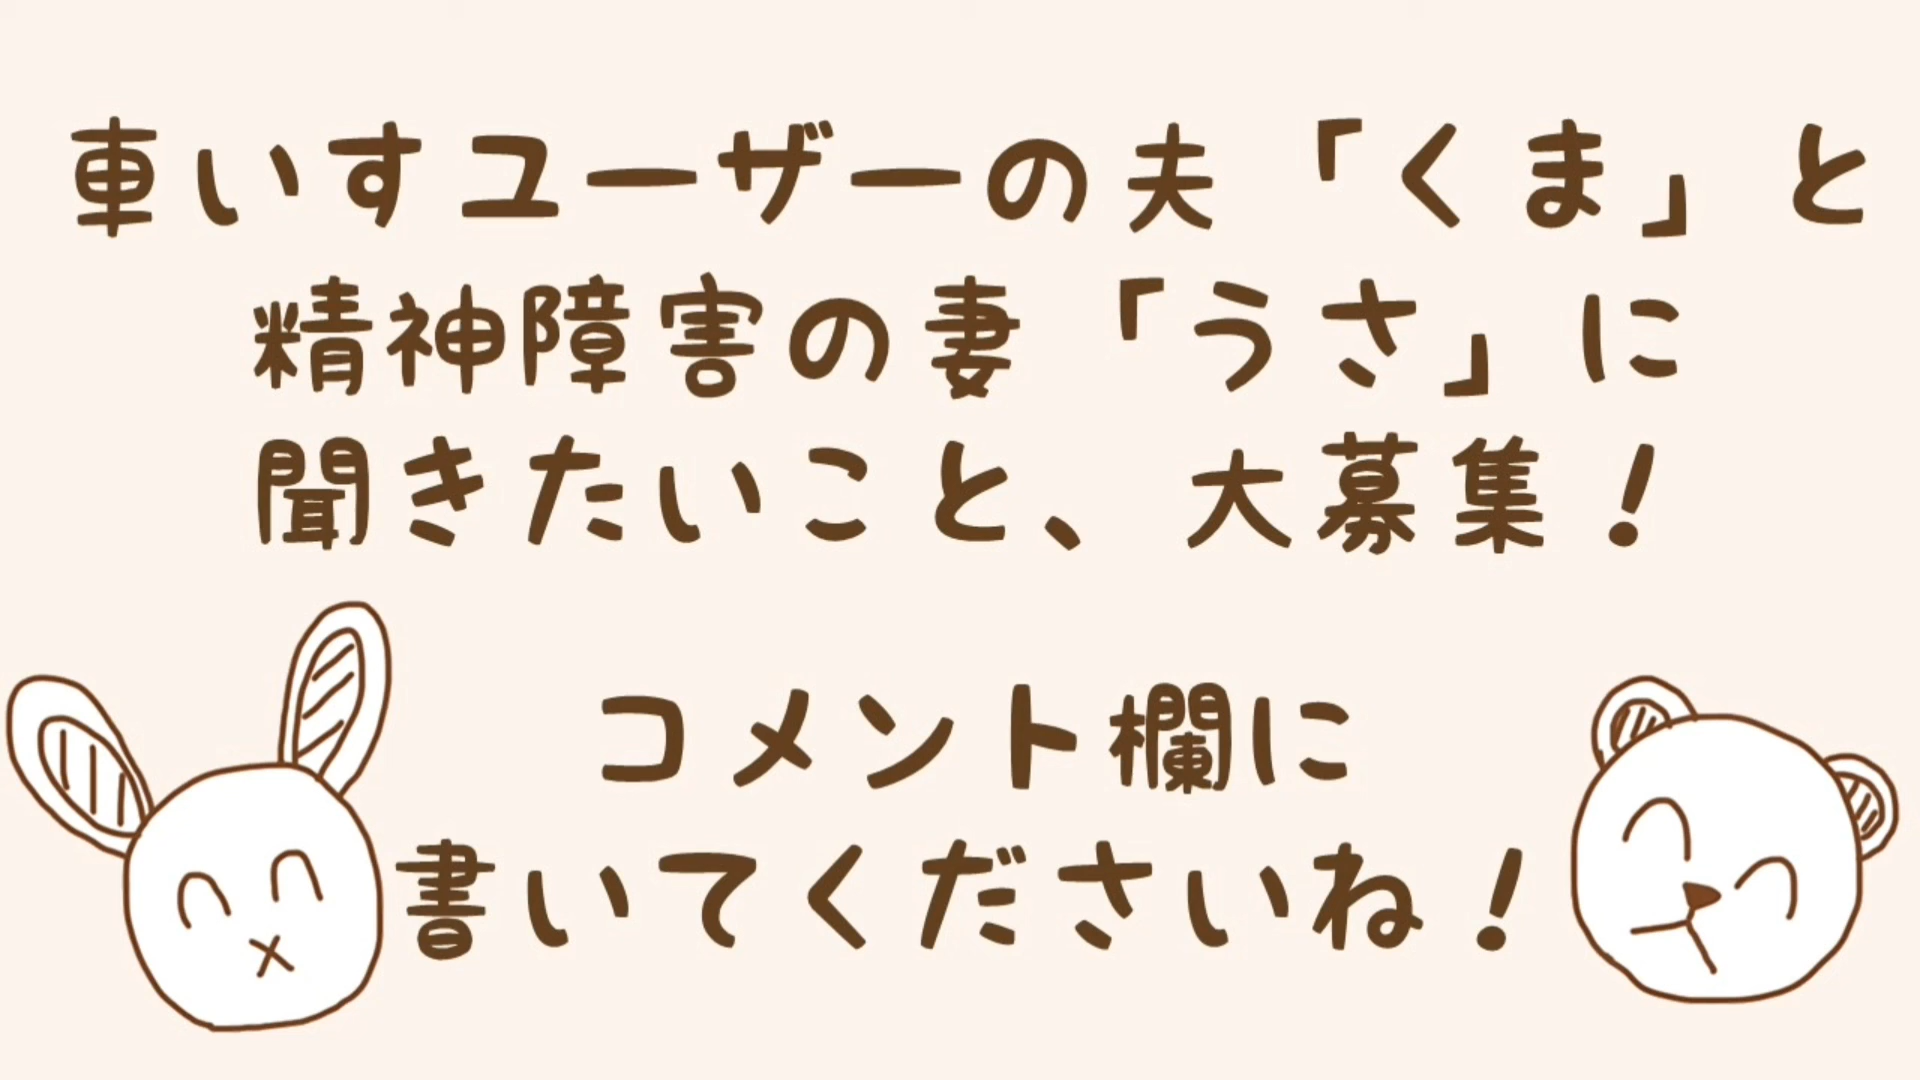 車いすユーザーの夫「くま」と
精神障害の妻「うさ」に
聞きたいこと、大募集！
コメント欄に
書いてくださいね！